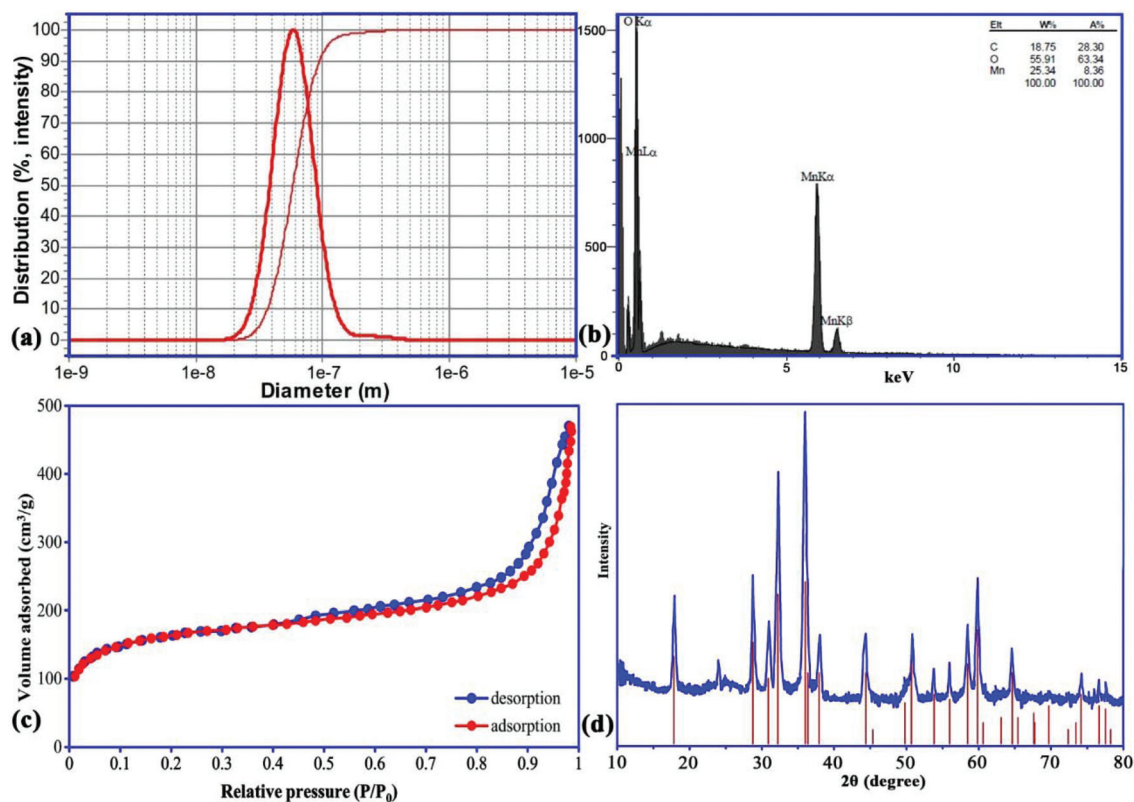 100
90
80
70
60
50
40
30
20
10
0
Distribution (%, intensity)
(a)
1e-9 1e-8 1e-7 1e-6 1e-5
Diameter (m)
1500
1000
500
0
O Kα
MnLα
MnKα
MnKβ
Elt W% A%
C 18.75 28.30
O 55.91 63.34
Mn 25.34 8.36
100.00 100.00
(b)
0 5 10 15
keV
500
400
300
200
100
0
Volume adsorbed (cm³/g)
desorption
adsorption
(c)
0 0.1 0.2 0.3 0.4 0.5 0.6 0.7 0.8 0.9 1
Relative pressure (P/P₀)
Intensity
(d)
10 20 30 40 50 60 70 80
2θ (degree)